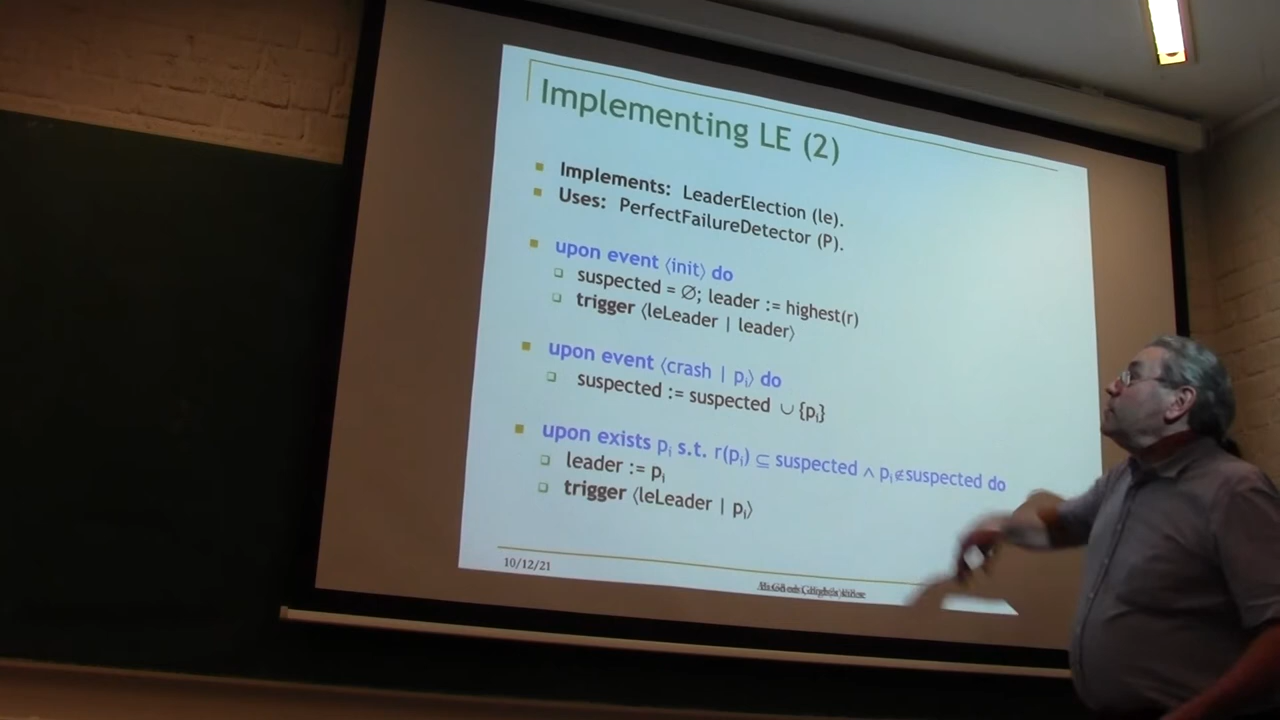 Implementing LE (2)
Implements: LeaderElection (le).
Uses: PerfectFailureDetector (P).
upon event ⟨init⟩ do
suspected = ∅; leader := highest(r)
trigger ⟨leLeader | leader⟩
upon event ⟨crash | pᵢ⟩ do
suspected := suspected ∪ {pᵢ}
upon exists pᵢ s.t. r(pᵢ) ⊆ suspected ∧ pᵢ∉suspected do
leader := pᵢ
trigger ⟨leLeader | pᵢ⟩
10/12/21